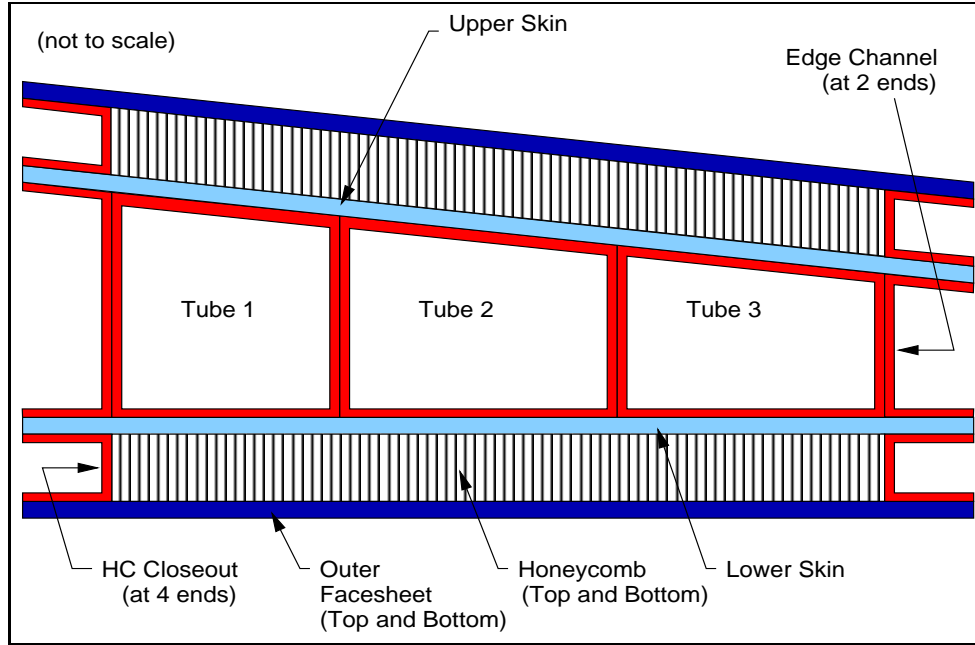 (not to scale)
Upper Skin
Edge Channel
(at 2 ends)
Tube 1
Tube 2
Tube 3
HC Closeout
(at 4 ends)
Outer
Facesheet
(Top and Bottom)
Honeycomb
(Top and Bottom)
Lower Skin